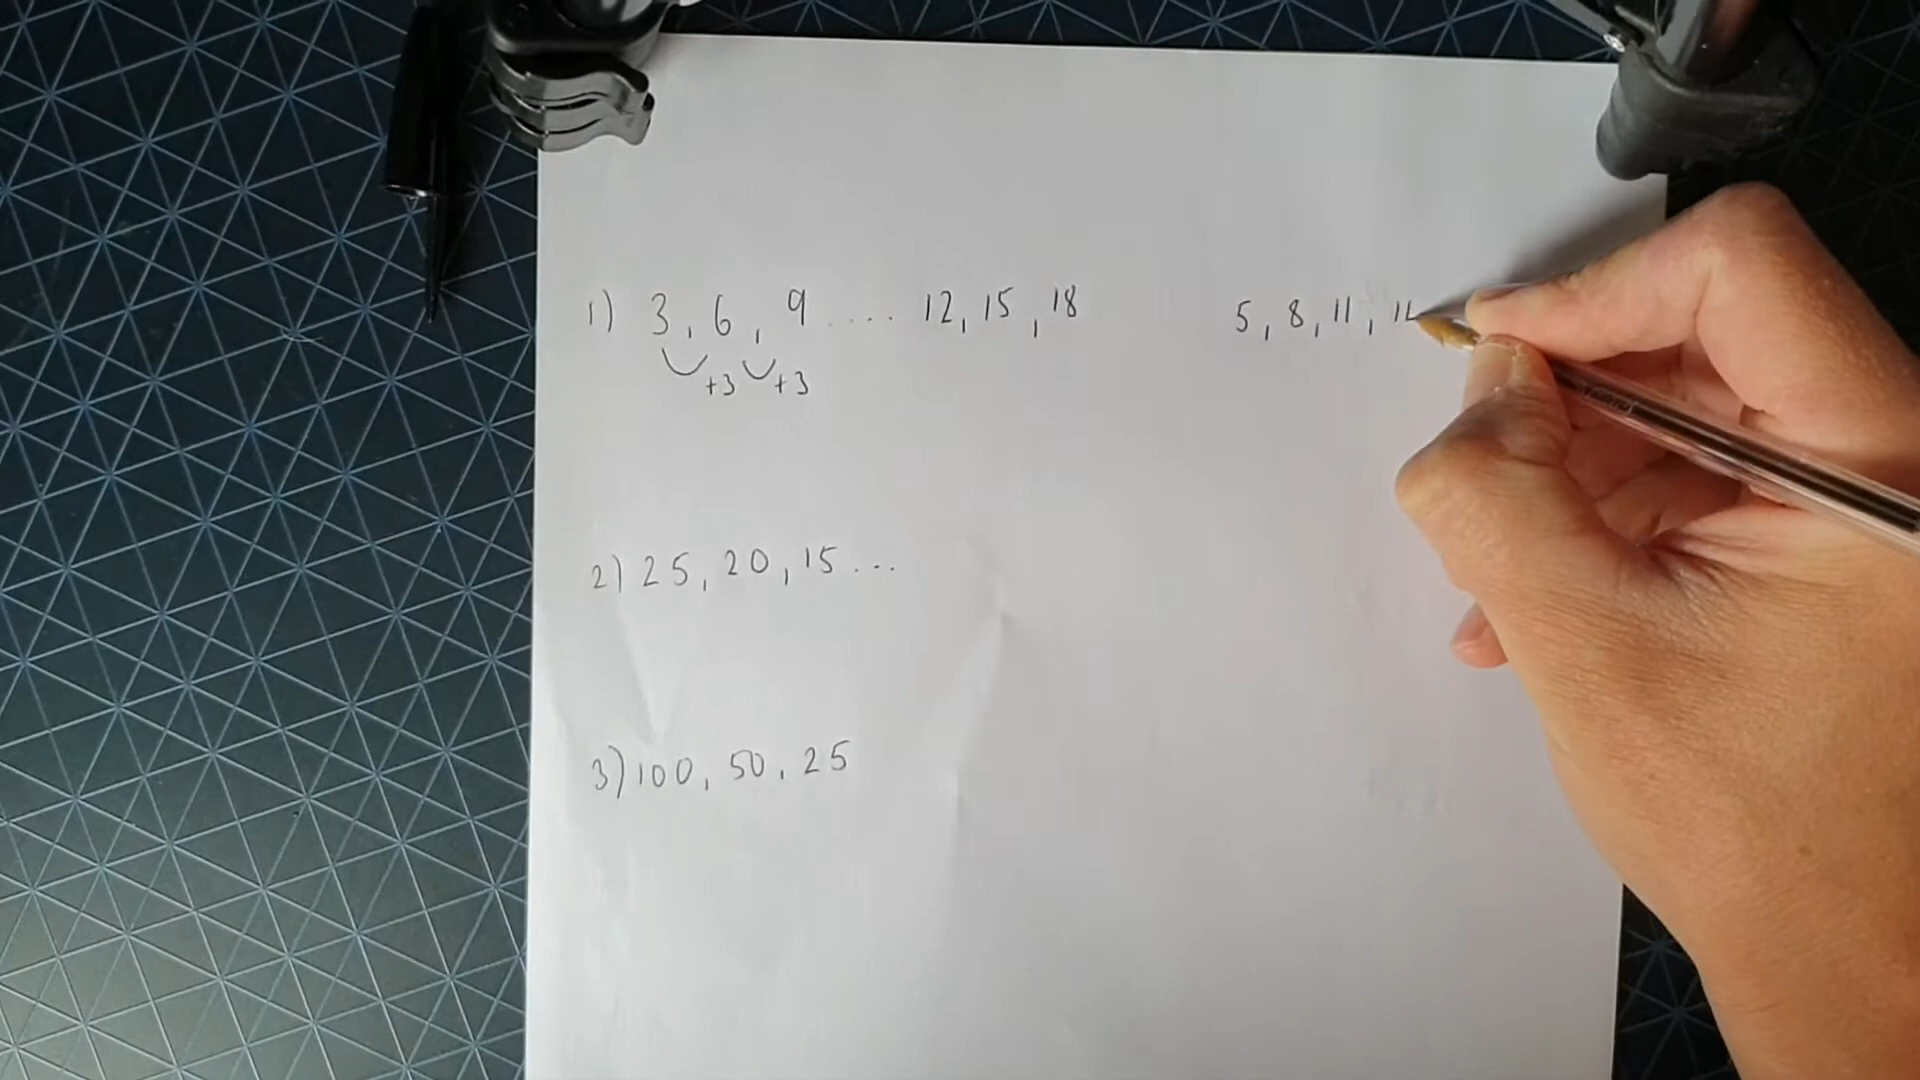 1) 3, 6, 9 .... 12, 15, 18 5, 8, 11, 14
+3 +3
2) 25, 20, 15 ...
3) 100, 50, 25